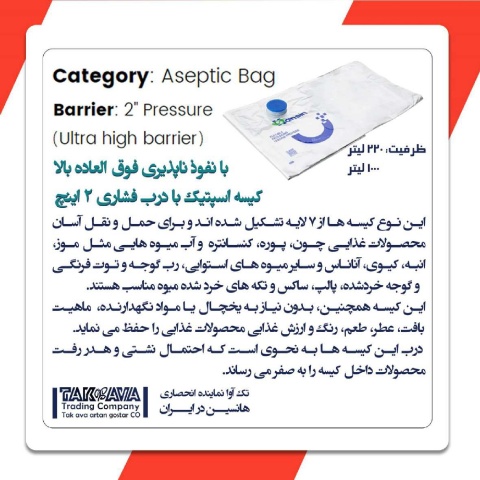 Category: Aseptic Bag
Barrier: 2" Pressure
(Ultra high barrier)
ظرفیت: ۲۲۰ لیتر
۱۰۰۰ لیتر
با نفوذ ناپذیری فوق العاده بالا
کیسه اسپتیک با درب فشاری ۲ اینچ
این نوع کیسه ها از ۷ لایه تشکیل شده اند و برای حمل و نقل آسان
محصولات غذایی چون، پوره، کنسانتره و آب میوه هایی مثل موز،
انبه، کیوی، آناناس و سایر میوه های استوایی، رب گوجه و توت فرنگی
و گوجه خردشده، پالپ، ساکس و تکه های خرد شده میوه مناسب هستند.
این کیسه همچنین، بدون نیاز به یخچال یا مواد نگهدارنده، ماهیت
بافت، عطر، طعم، رنگ و ارزش غذایی محصولات غذایی را حفظ می نماید.
درب این کیسه ها به نحوی است که احتمال نشتی و هدر رفت
محصولات داخل کیسه را به صفر می رساند.
تک آوا نماینده انحصاری
هانسین در ایران
TAK AVA
Trading Company
Tak ava artan gostar CO